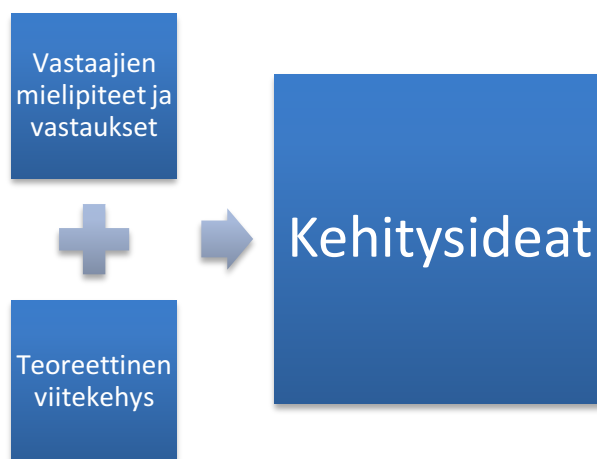 Vastaajien
mielipiteet ja
vastaukset
Kehitysideat
Teoreettinen
viitekehys